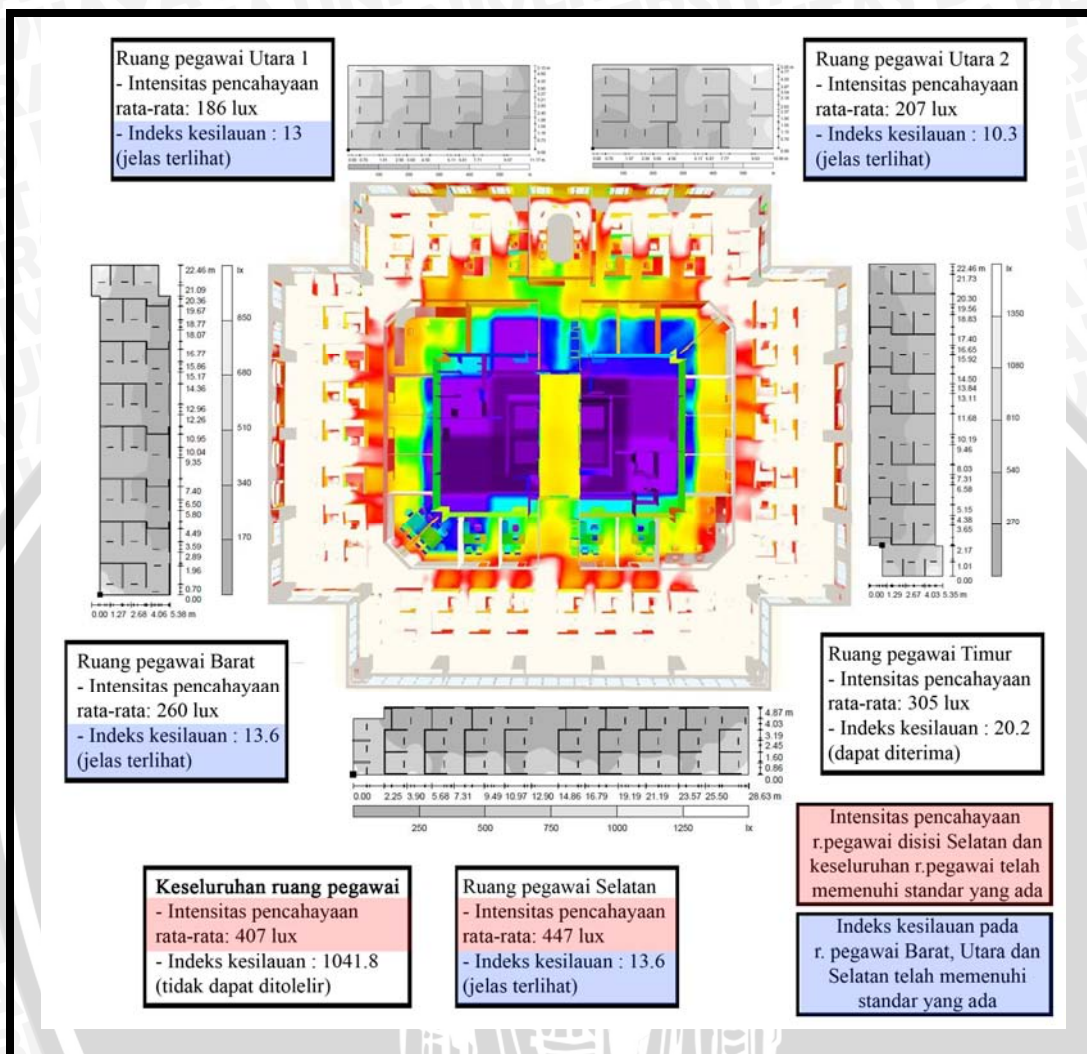 Ruang pegawai Utara 1
- Intensitas pencahayaan
rata-rata: 186 lux
- Indeks kesilauan : 13
(jelas terlihat)
Ruang pegawai Utara 2
- Intensitas pencahayaan
rata-rata: 207 lux
- Indeks kesilauan : 10.3
(jelas terlihat)
22.46 m
21.09
20.36
19.67
18.77
18.07
16.77
15.86
15.17
14.36
12.96
12.26
10.95
10.04
9.35
7.40
6.50
5.80
4.49
3.59
2.89
1.96
0.70
0.00
lx
850
680
510
340
170
0.00 1.27 2.68 4.06 5.38 m
22.46 m
21.73
20.30
19.56
18.83
17.40
16.65
15.92
14.50
13.84
13.11
11.68
10.19
9.46
8.03
7.31
6.58
5.15
4.38
3.65
2.17
1.01
0.00
lx
1350
1080
810
540
270
0.00 1.29 2.67 4.03 5.35 m
Ruang pegawai Barat
- Intensitas pencahayaan
rata-rata: 260 lux
- Indeks kesilauan : 13.6
(jelas terlihat)
Ruang pegawai Timur
- Intensitas pencahayaan
rata-rata: 305 lux
- Indeks kesilauan : 20.2
(dapat diterima)
4.87 m
4.03
3.19
2.45
1.60
0.86
0.00
0.00 2.25 3.90 5.68 7.31 9.49 10.97 12.90 14.86 16.79 19.19 21.19 23.57 25.50 28.63 m
250 500 750 1000 1250 lx
Keseluruhan ruang pegawai
- Intensitas pencahayaan
rata-rata: 407 lux
- Indeks kesilauan : 1041.8
(tidak dapat ditolelir)
Ruang pegawai Selatan
- Intensitas pencahayaan
rata-rata: 447 lux
- Indeks kesilauan : 13.6
(jelas terlihat)
Intensitas pencahayaan
r.pegawai disisi Selatan dan
keseluruhan r.pegawai telah
memenuhi standar yang ada
Indeks kesilauan pada
r. pegawai Barat, Utara dan
Selatan telah memenuhi
standar yang ada